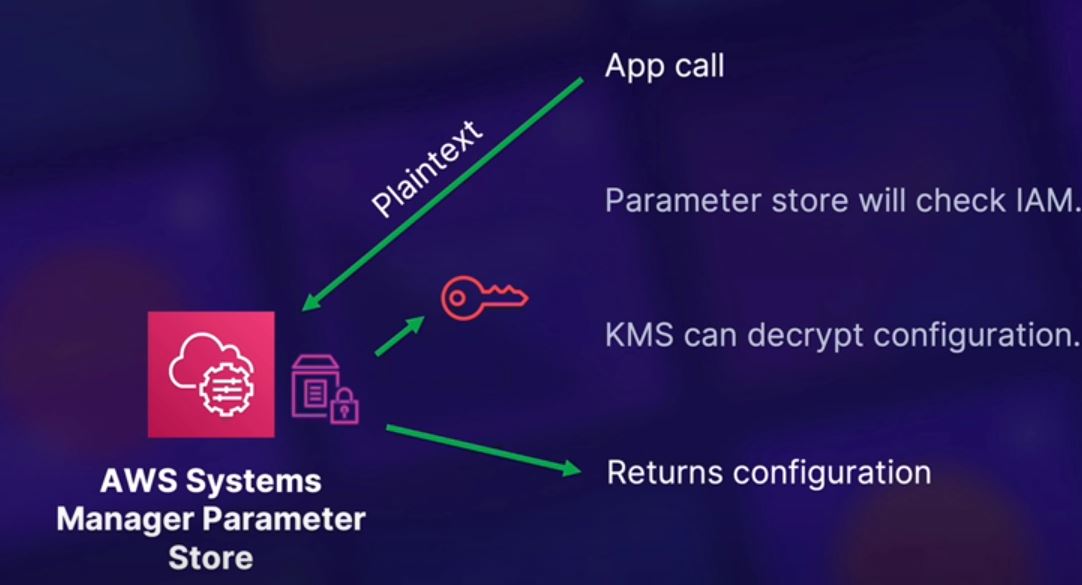 App call
Plaintext
Parameter store will check IAM.
KMS can decrypt configuration.
Returns configuration
AWS Systems
Manager Parameter
Store